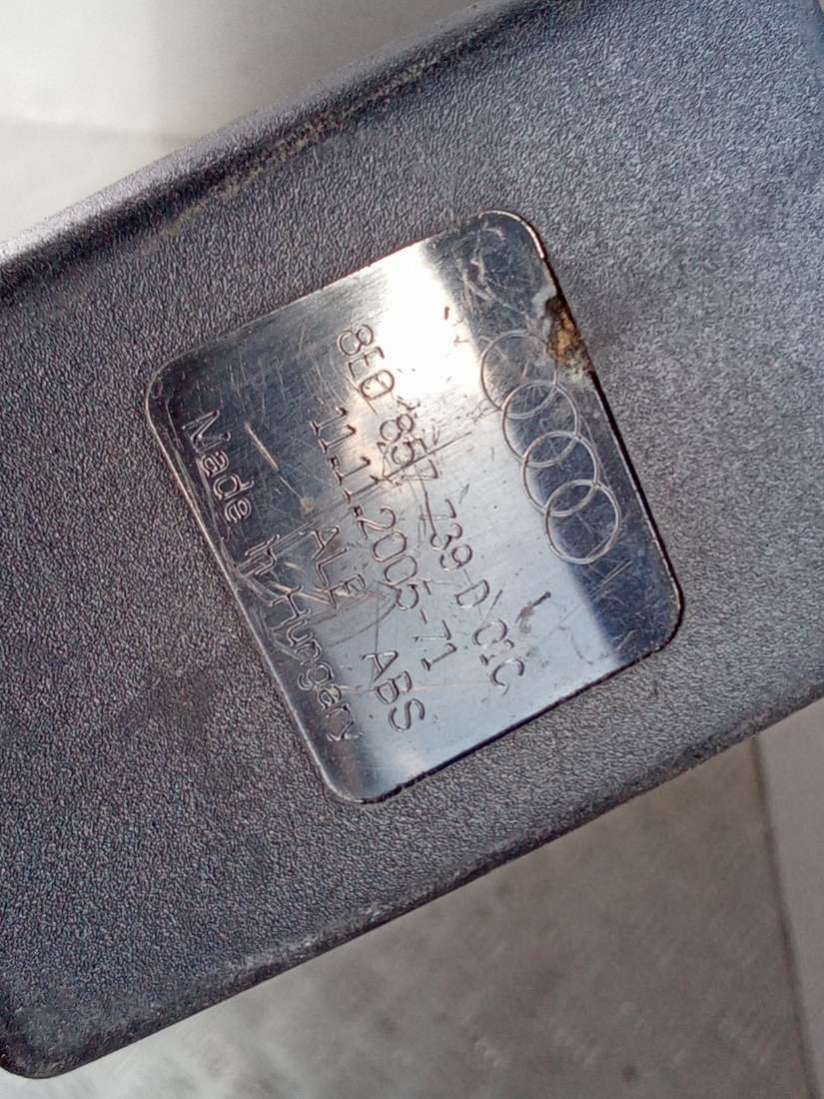 8E0 857 739 D 01C
11.11.2005-71
ALE ABS
Made In Hungary